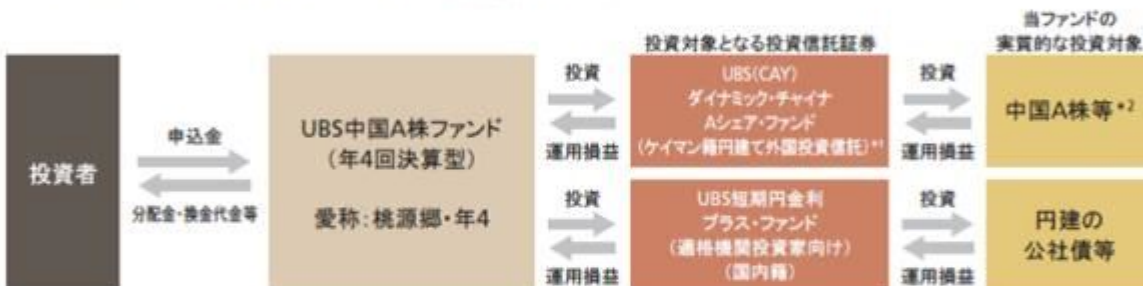 投資者
申込金
分配金・換金代金等
UBS中国A株ファンド
(年4回決算型)
愛称:桃源郷・年4
投資
運用損益
投資
運用損益
投資対象となる投資信託証券
UBS(CAY)
ダイナミック・チャイナ
Aシェア・ファンド
(ケイマン籍円建て外国投資信託)*1
UBS短期円金利
プラス・ファンド
(適格機関投資家向け)
(国内籍)
投資
運用損益
投資
運用損益
当ファンドの
実質的な投資対象
中国A株等*2
円建の
公社債等